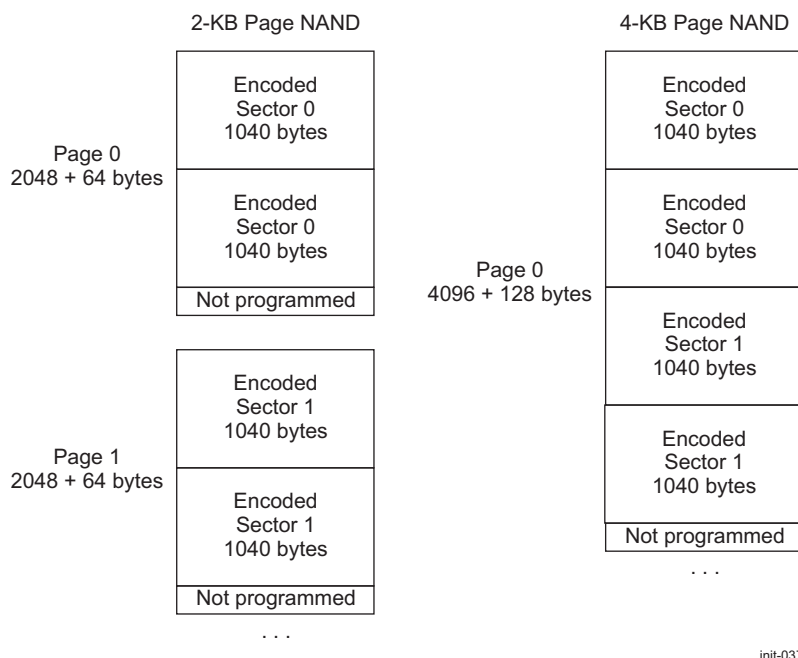 2-KB Page NAND
Page 0
2048 + 64 bytes
Encoded
Sector 0
1040 bytes
Encoded
Sector 0
1040 bytes
Not programmed
Page 1
2048 + 64 bytes
Encoded
Sector 1
1040 bytes
Encoded
Sector 1
1040 bytes
Not programmed
. . .
4-KB Page NAND
Page 0
4096 + 128 bytes
Encoded
Sector 0
1040 bytes
Encoded
Sector 0
1040 bytes
Encoded
Sector 1
1040 bytes
Encoded
Sector 1
1040 bytes
Not programmed
. . .